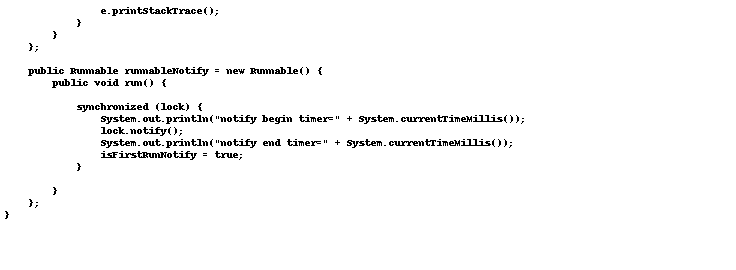 e.printStackTrace();
            }
        }
    };

    public Runnable runnableNotify = new Runnable() {
        public void run() {

            synchronized (lock) {
                System.out.println("notify begin timer=" + System.currentTimeMillis());
                lock.notify();
                System.out.println("notify end timer=" + System.currentTimeMillis());
                isFirstRunNotify = true;
            }

        }
    };
}